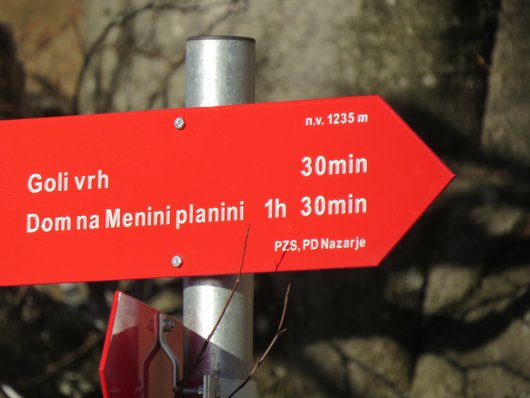 n.v. 1235 m
Goli vrh 30min
Dom na Menini planini 1h 30min
PZS, PD Nazarje